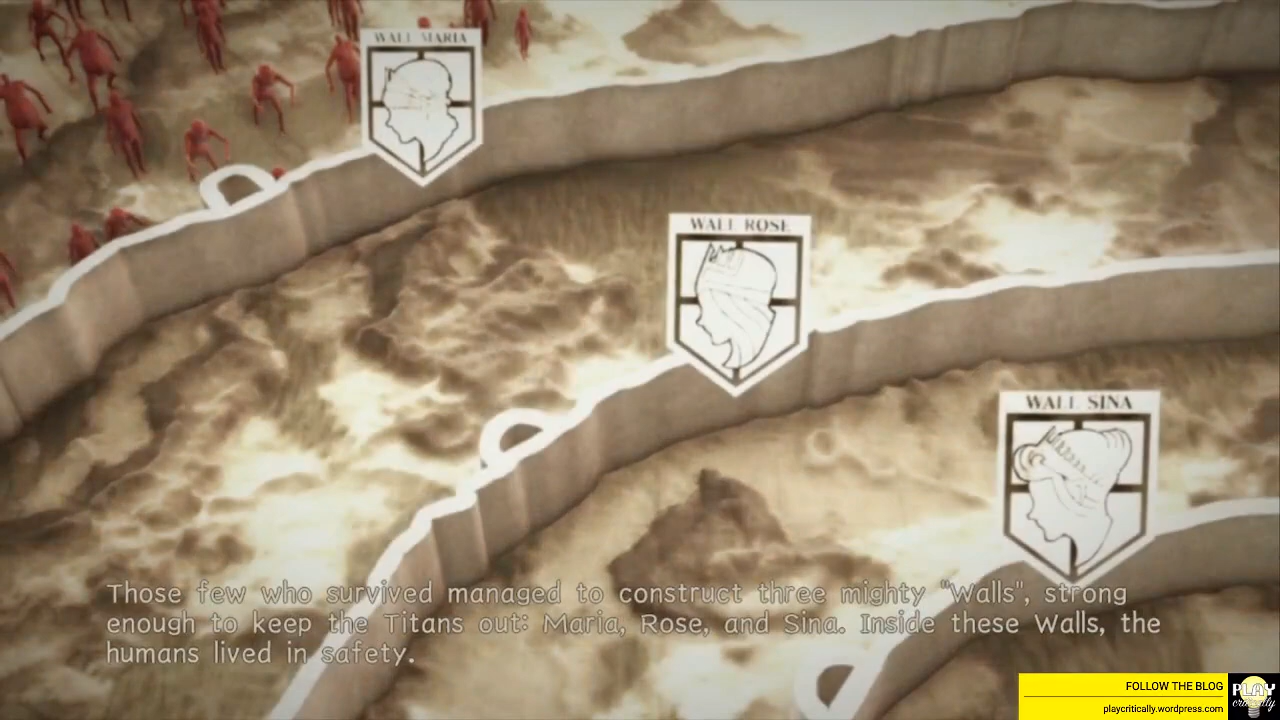 WALL MARIA
WALL ROSE
WALL SINA
Those few who survived managed to construct three mighty "Walls", strong
enough to keep the Titans out: Maria, Rose, and Sina. Inside these Walls, the
humans lived in safety.
FOLLOW THE BLOG
playcritically.wordpress.com
PLAY
critically